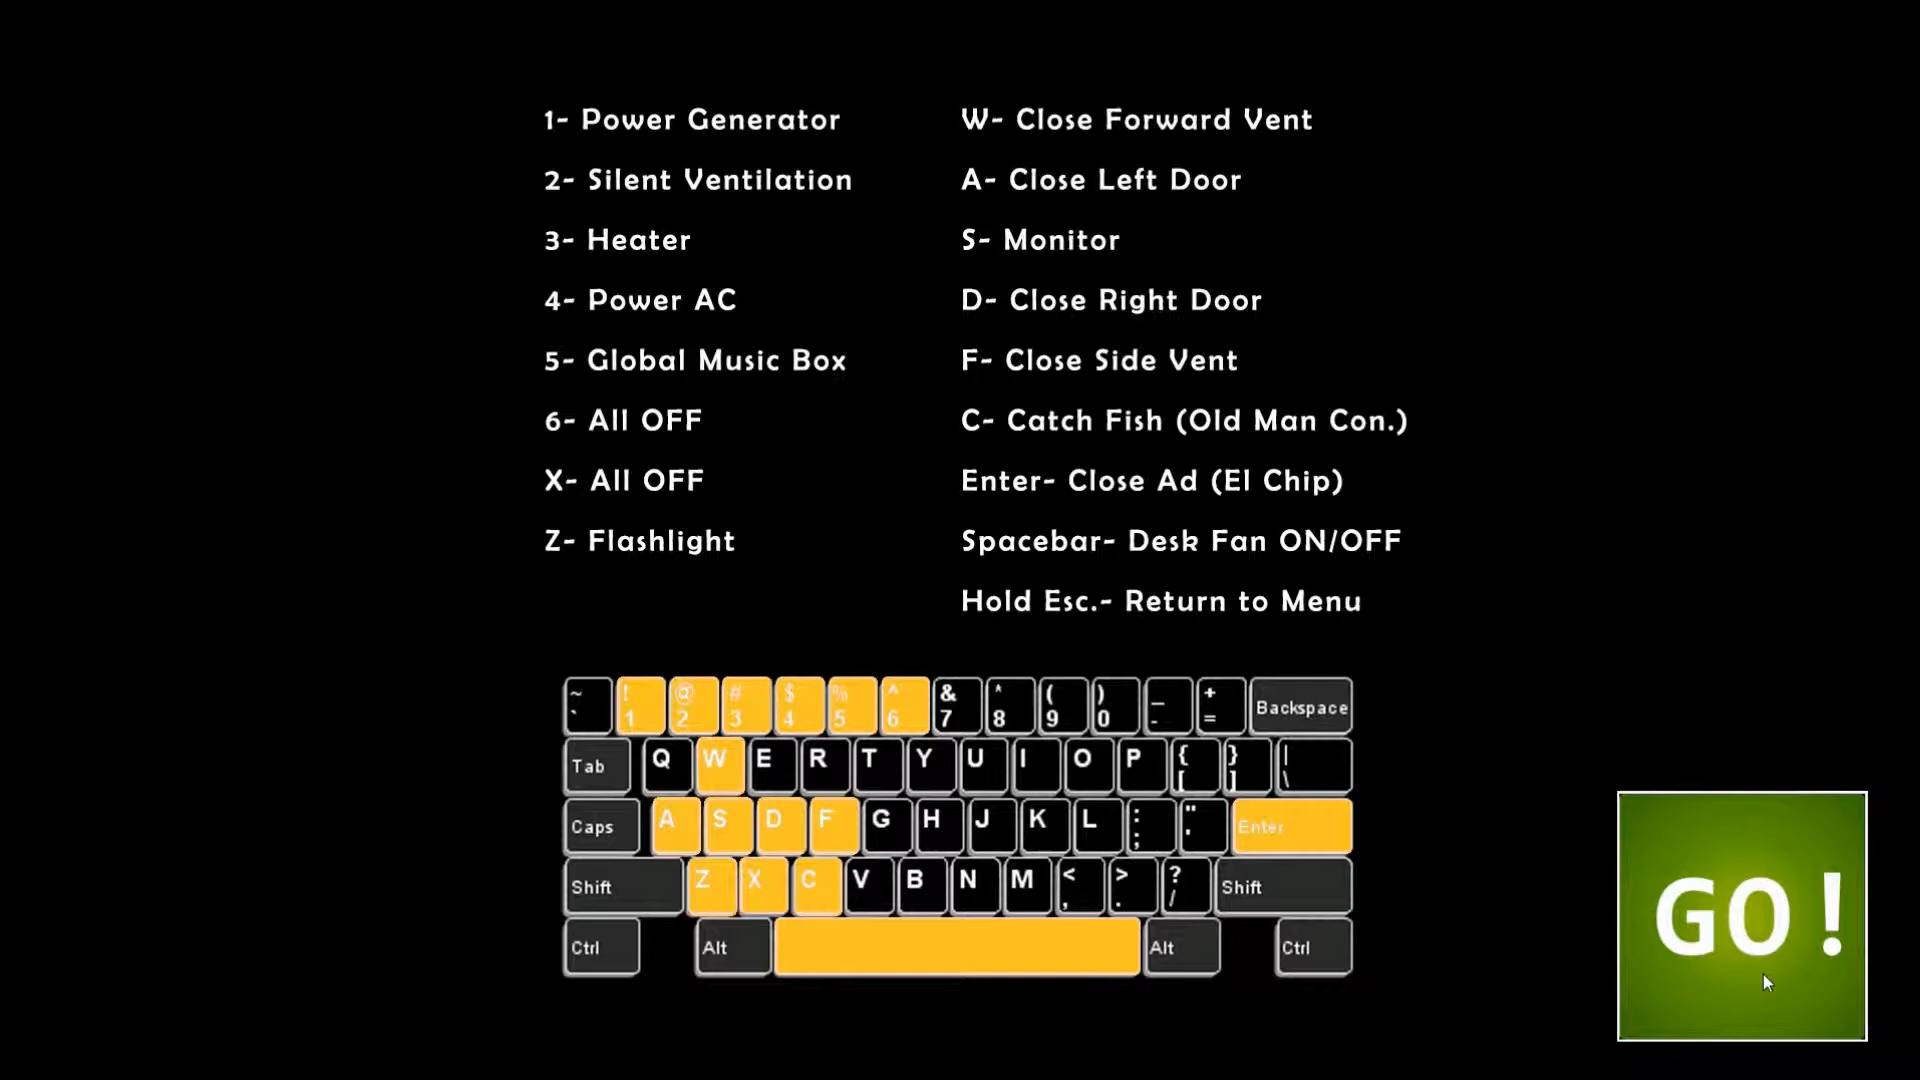 1- Power Generator
2- Silent Ventilation
3- Heater
4- Power AC
5- Global Music Box
6- All OFF
X- All OFF
Z- Flashlight
W- Close Forward Vent
A- Close Left Door
S- Monitor
D- Close Right Door
F- Close Side Vent
C- Catch Fish (Old Man Con.)
Enter- Close Ad (El Chip)
Spacebar- Desk Fan ON/OFF
Hold Esc.- Return to Menu
~ ! @ # $ % ^ & * ( ) _ +
` 1 2 3 4 5 6 7 8 9 0 - = Backspace
Tab Q W E R T Y U I O P { [ } ] | \
Caps A S D F G H J K L : ; " . Enter
Shift Z X C V B N M < , > . ? / Shift
Ctrl Alt Alt Ctrl
GO!